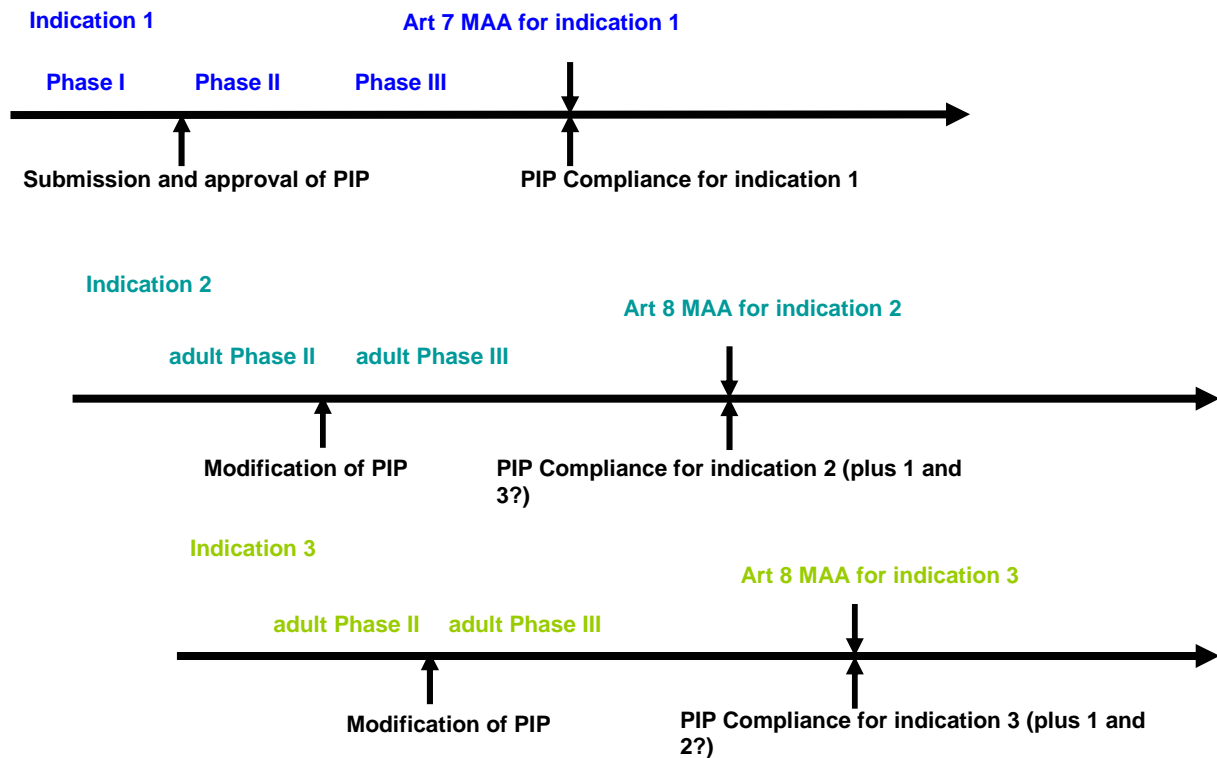 Indication 1
Art 7 MAA for indication 1
Phase I
Phase II
Phase III
Submission and approval of PIP
PIP Compliance for indication 1
Indication 2
Art 8 MAA for indication 2
adult Phase II
adult Phase III
Modification of PIP
PIP Compliance for indication 2 (plus 1 and
3?)
Indication 3
Art 8 MAA for indication 3
adult Phase II
adult Phase III
Modification of PIP
PIP Compliance for indication 3 (plus 1 and
2?)